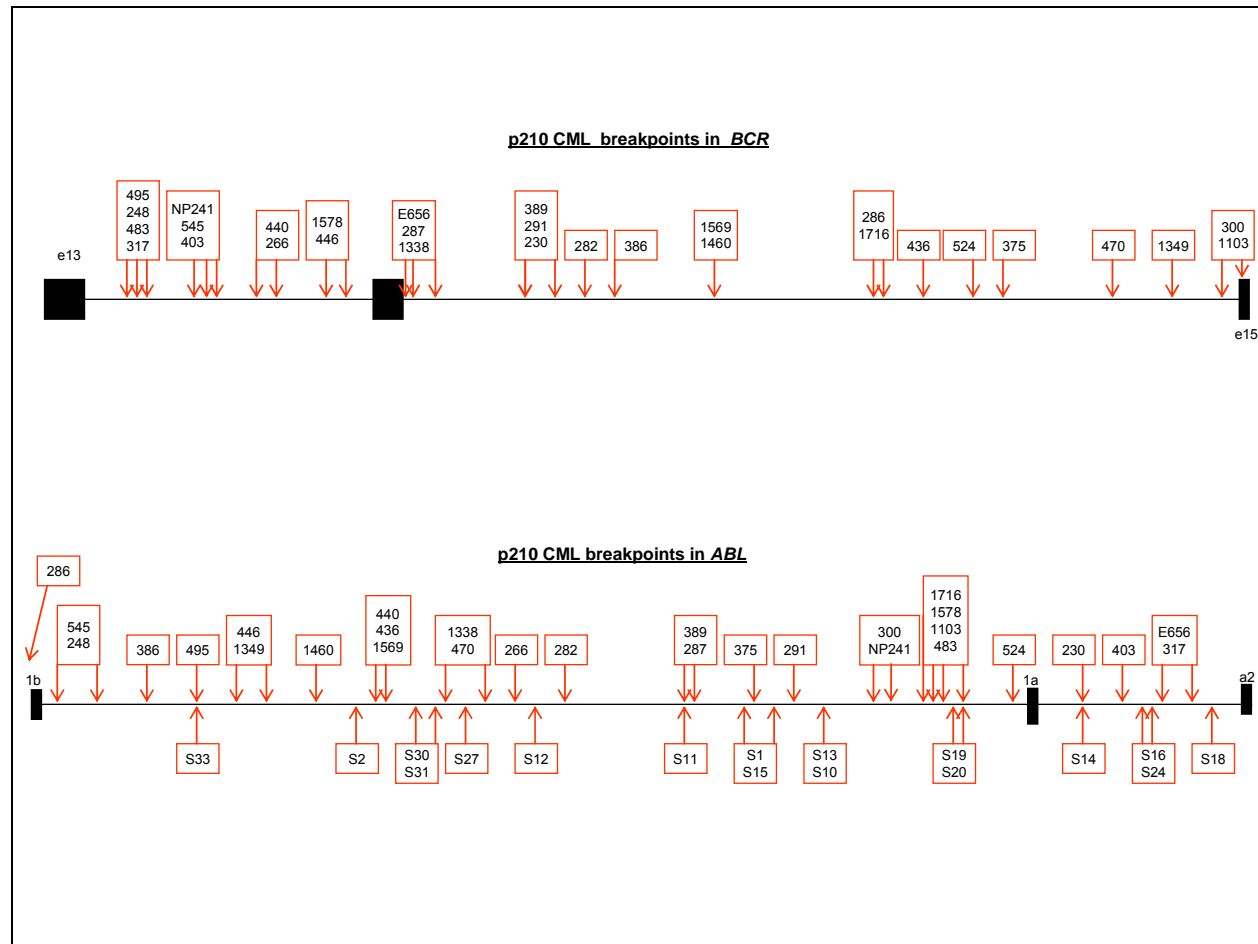 p210 CML breakpoints in BCR
e13
495
248
483
317
NP241
545
403
440
266
1578
446
E656
287
1338
389
291
230
282
386
1569
1460
286
1716
436
524
375
470
1349
300
1103
e15
p210 CML breakpoints in ABL
286
1b
545
248
386
495
446
1349
1460
440
436
1569
1338
470
266
282
389
287
375
291
300
NP241
1716
1578
1103
483
524
1a
230
403
E656
317
a2
S33
S2
S30
S31
S27
S12
S11
S1
S15
S13
S10
S19
S20
S14
S16
S24
S18